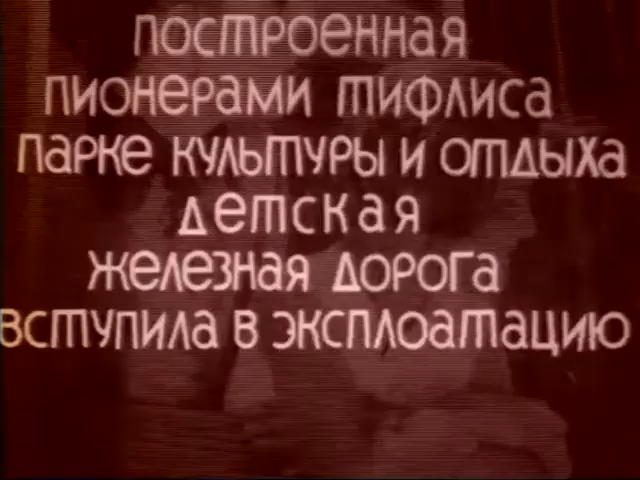 ПОСТРОЕННАЯ
ПИОНЕРАМИ ТИФЛИСА
ПАРКЕ КУЛЬТУРЫ И ОТДЫХА
ДЕТСКАЯ
ЖЕЛЕЗНАЯ ДОРОГА
ВСТУПИЛА В ЭКСПЛОАТАЦИЮ